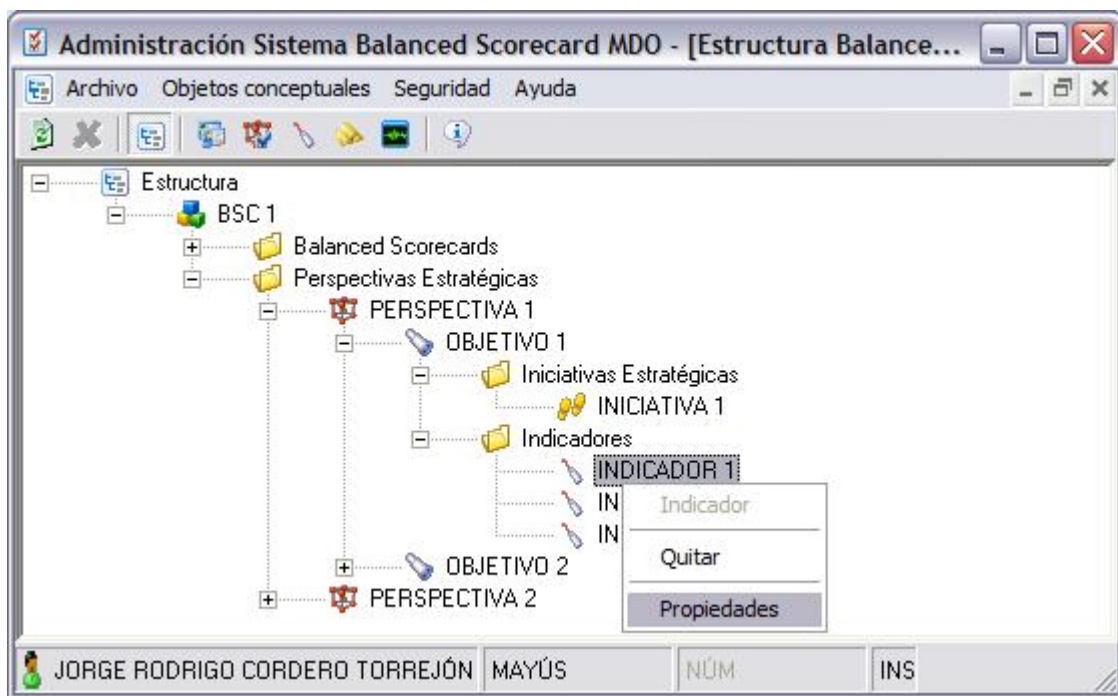 Administración Sistema Balanced Scorecard MDO - [Estructura Balance...
Archivo Objetos conceptuales Seguridad Ayuda
Estructura
BSC 1
Balanced Scorecards
Perspectivas Estratégicas
PERSPECTIVA 1
OBJETIVO 1
Iniciativas Estratégicas
INICIATIVA 1
Indicadores
INDICADOR 1
IN
Indicador
IN
Quitar
OBJETIVO 2
PERSPECTIVA 2
Propiedades
JORGE RODRIGO CORDERO TORREJÓN MAYÚS NÚM INS